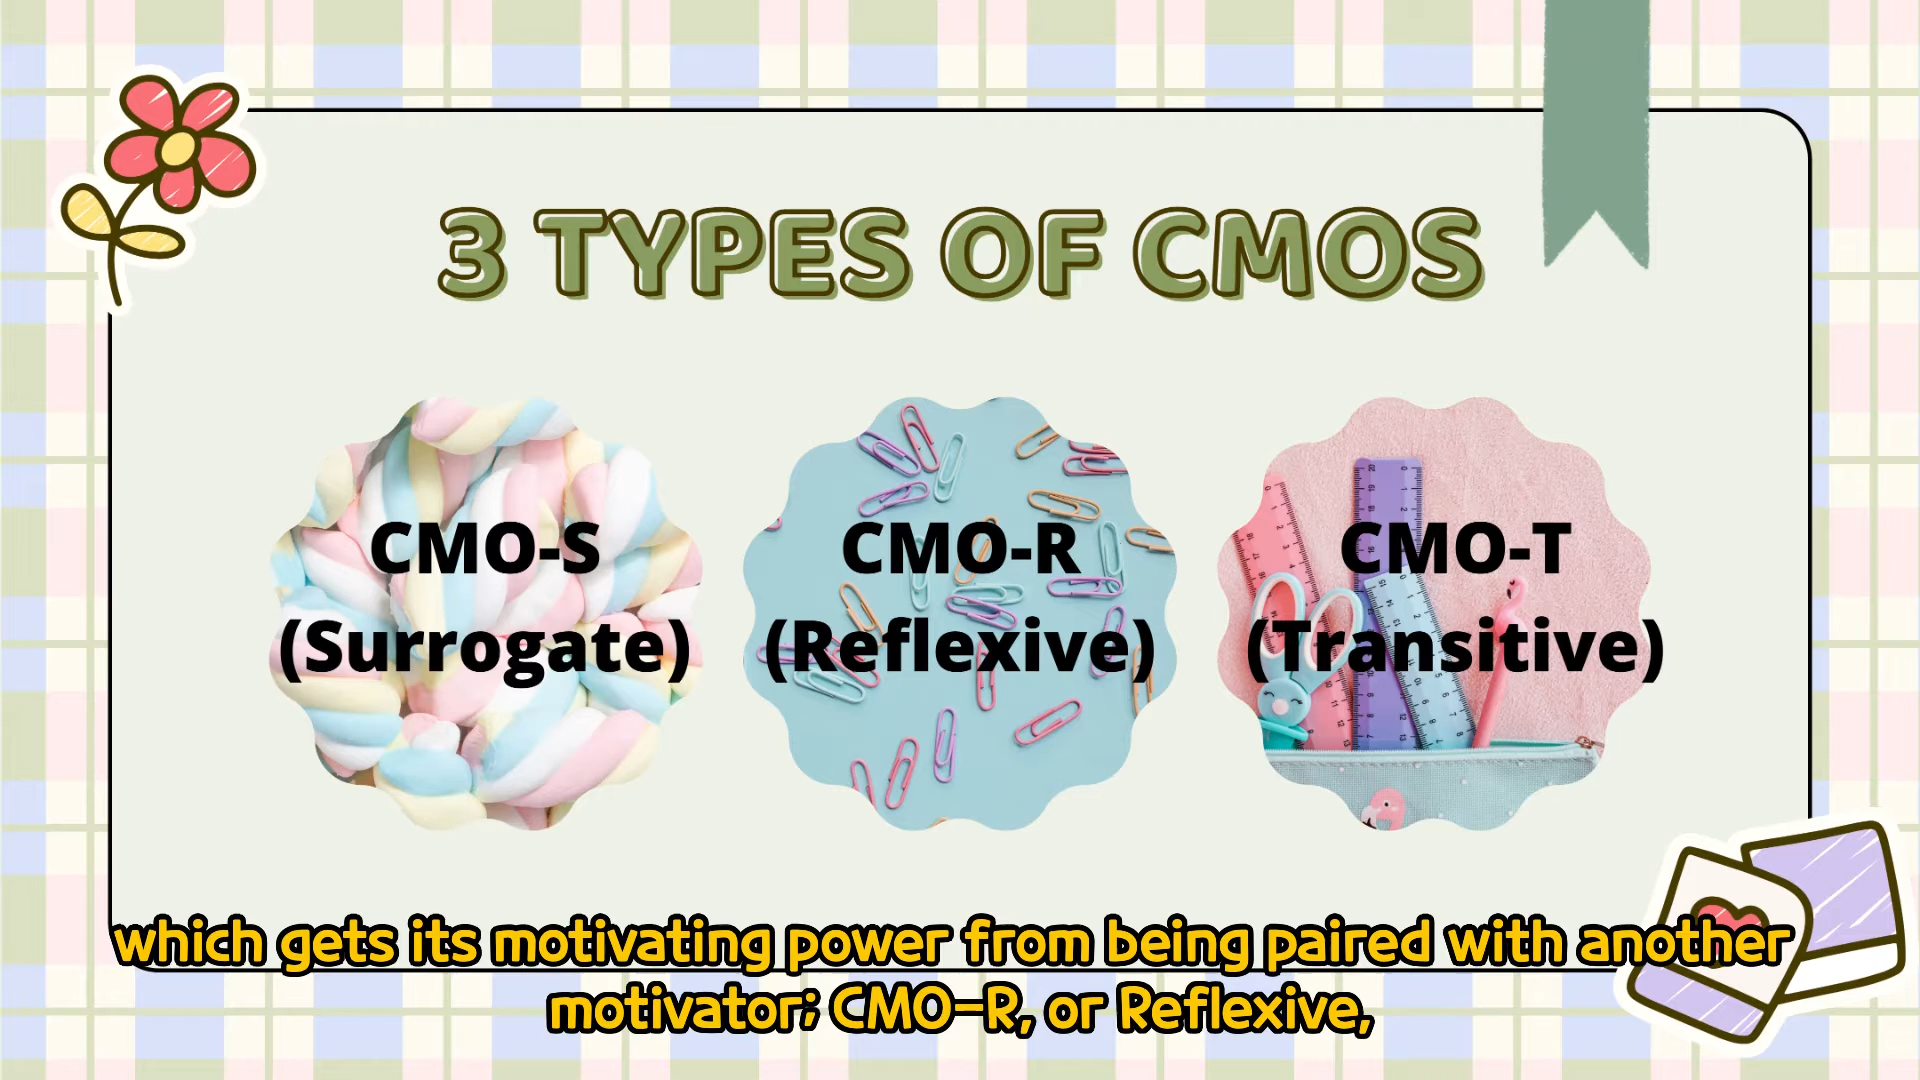 3 TYPES OF CMOS
CMO-S
(Surrogate)
CMO-R
(Reflexive)
CMO-T
(Transitive)
which gets its motivating power from being paired with another
motivator; CMO-R, or Reflexive,